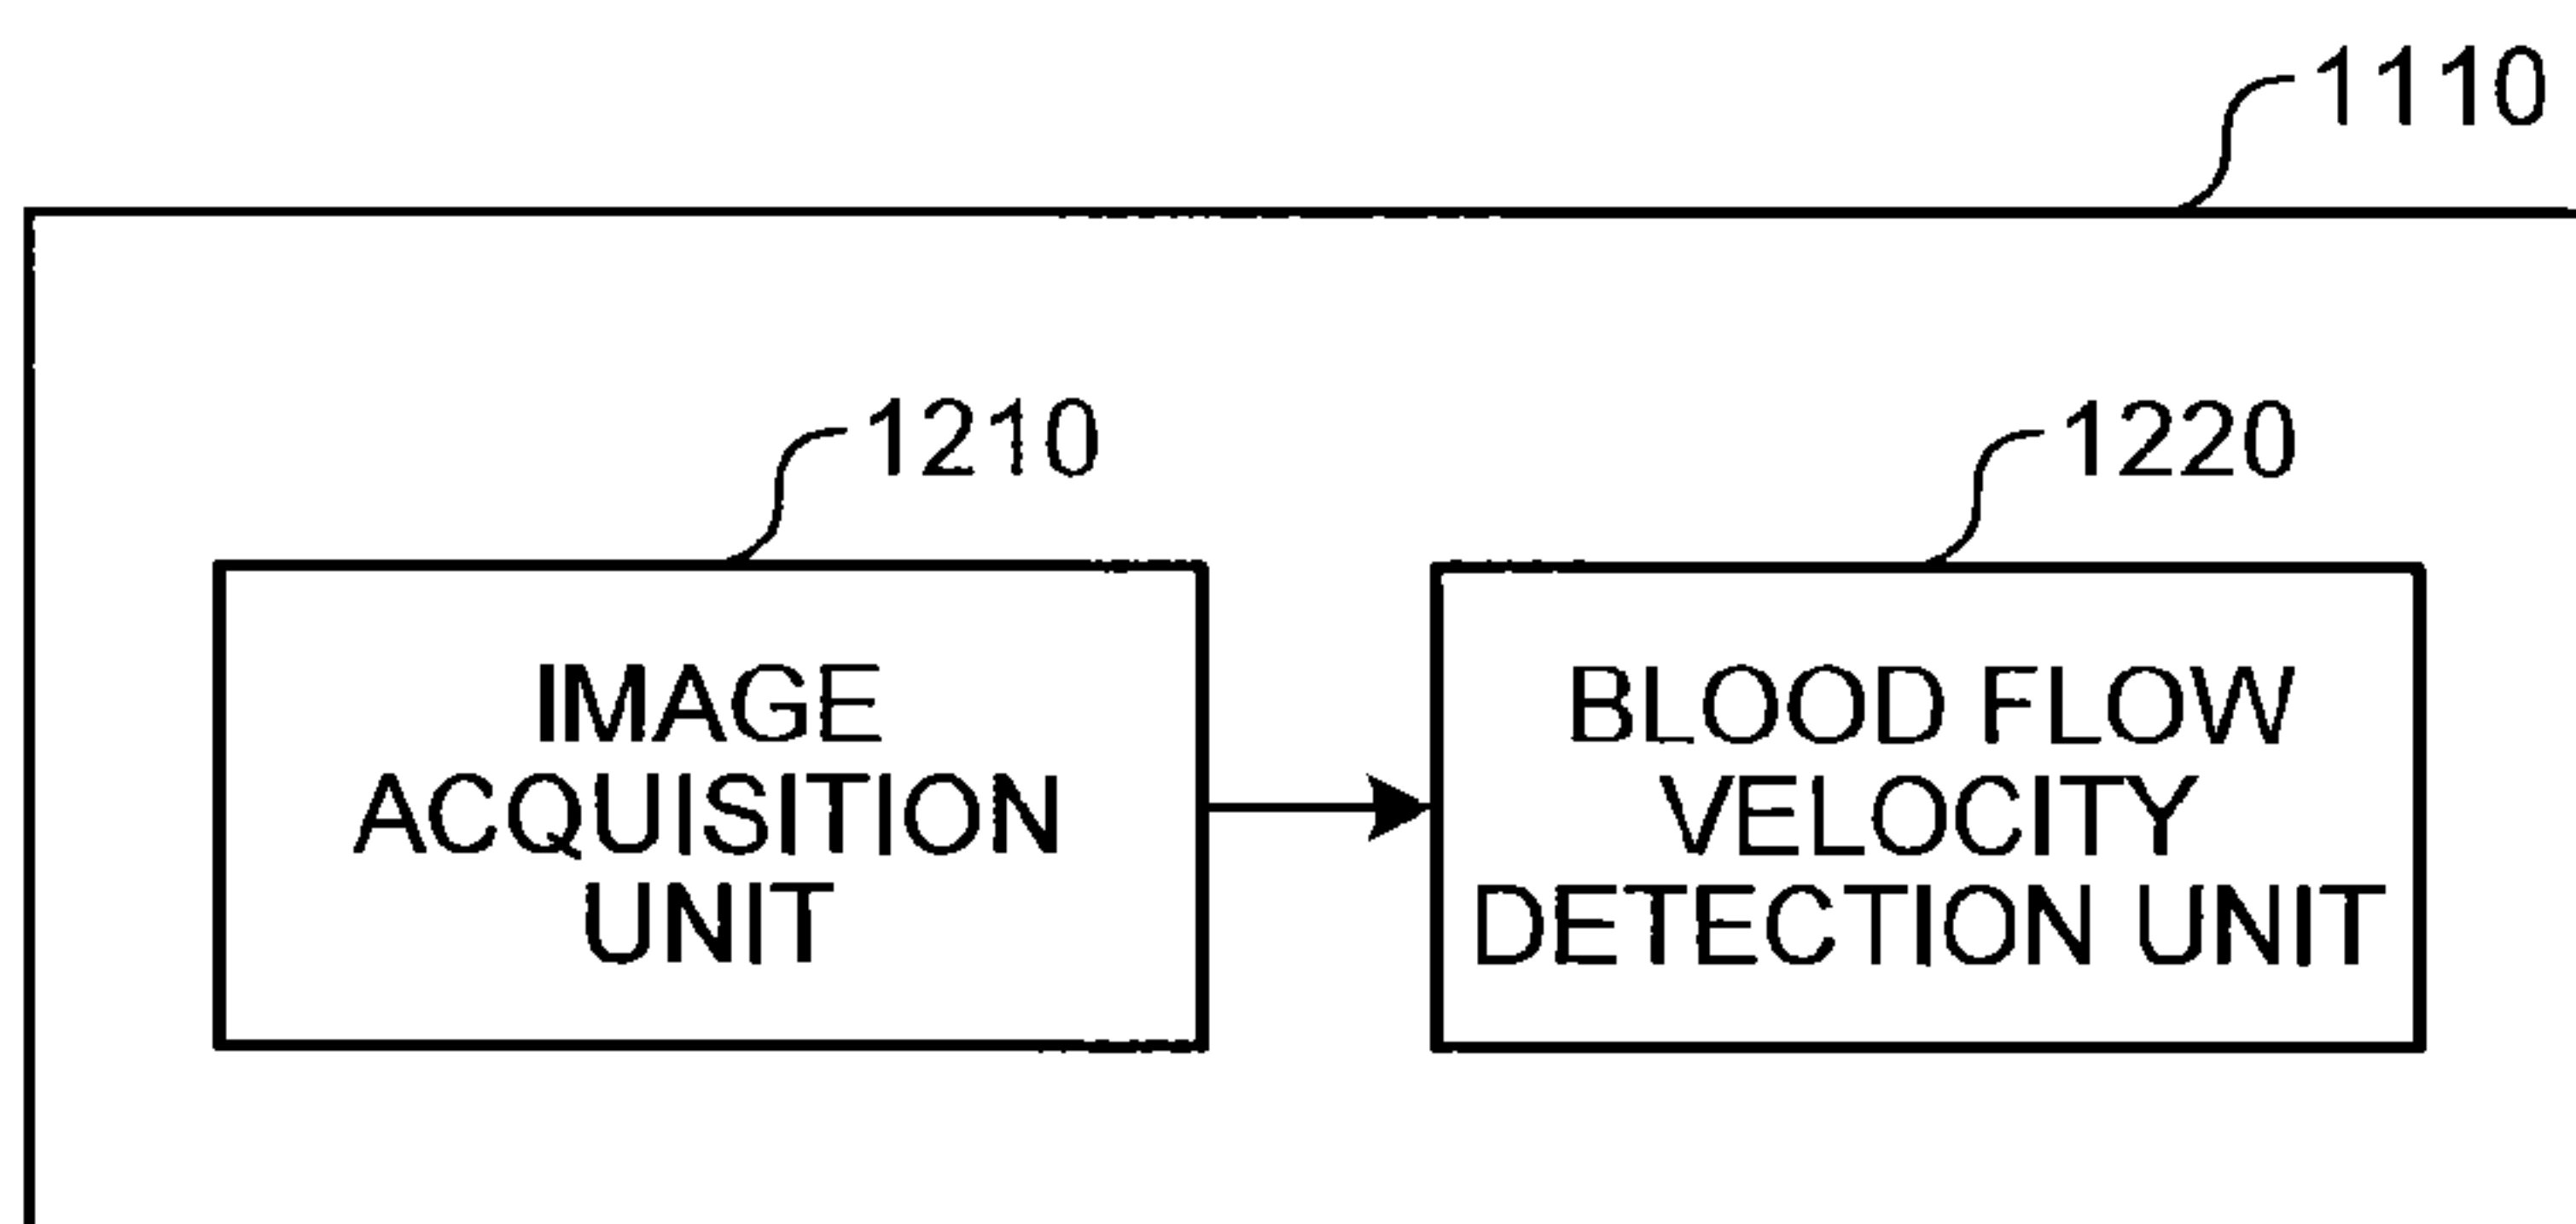 1110
1210
1220
IMAGE
ACQUISITION
UNIT
BLOOD FLOW
VELOCITY
DETECTION UNIT